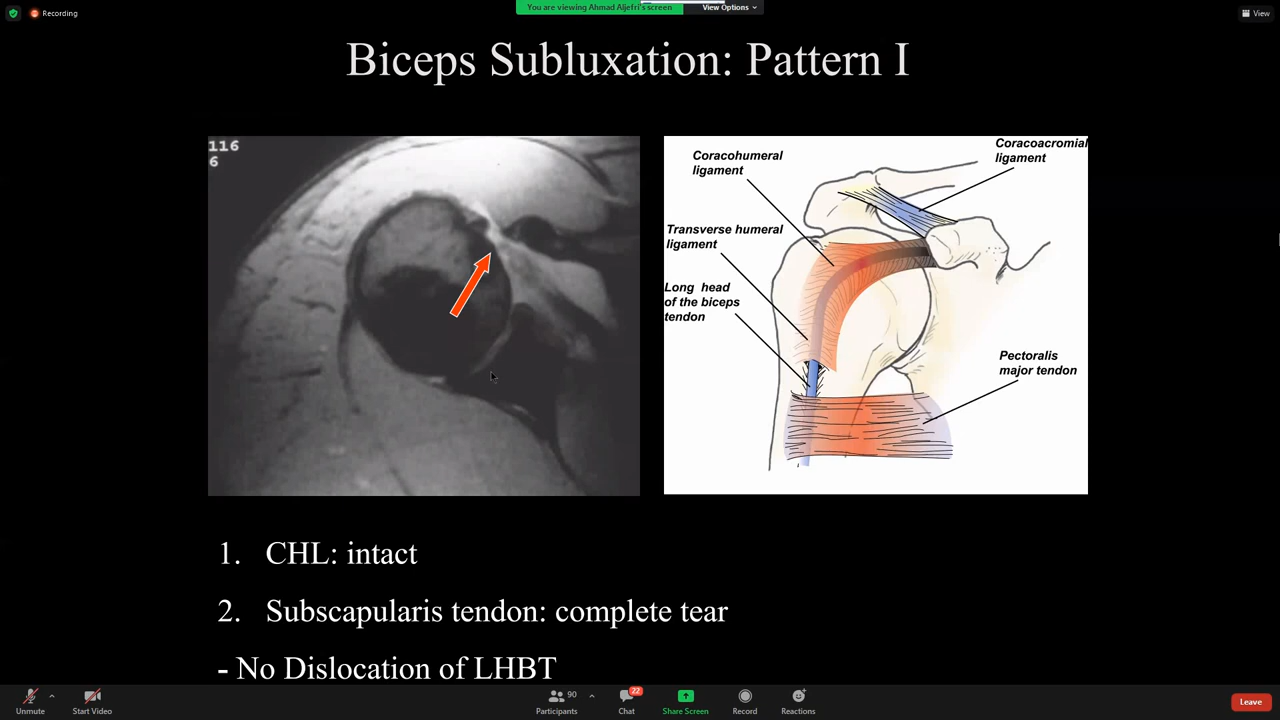 Recording
You are viewing Ahmad Aljefri's screen
View Options
View
Biceps Subluxation: Pattern I
116
6
Coracohumeral
ligament
Coracoacromial
ligament
Transverse humeral
ligament
Long head
of the biceps
tendon
Pectoralis
major tendon
1. CHL: intact
2. Subscapularis tendon: complete tear
- No Dislocation of LHBT
Unmute
Start Video
90
Participants
22
Chat
Share Screen
Record
Reactions
Leave